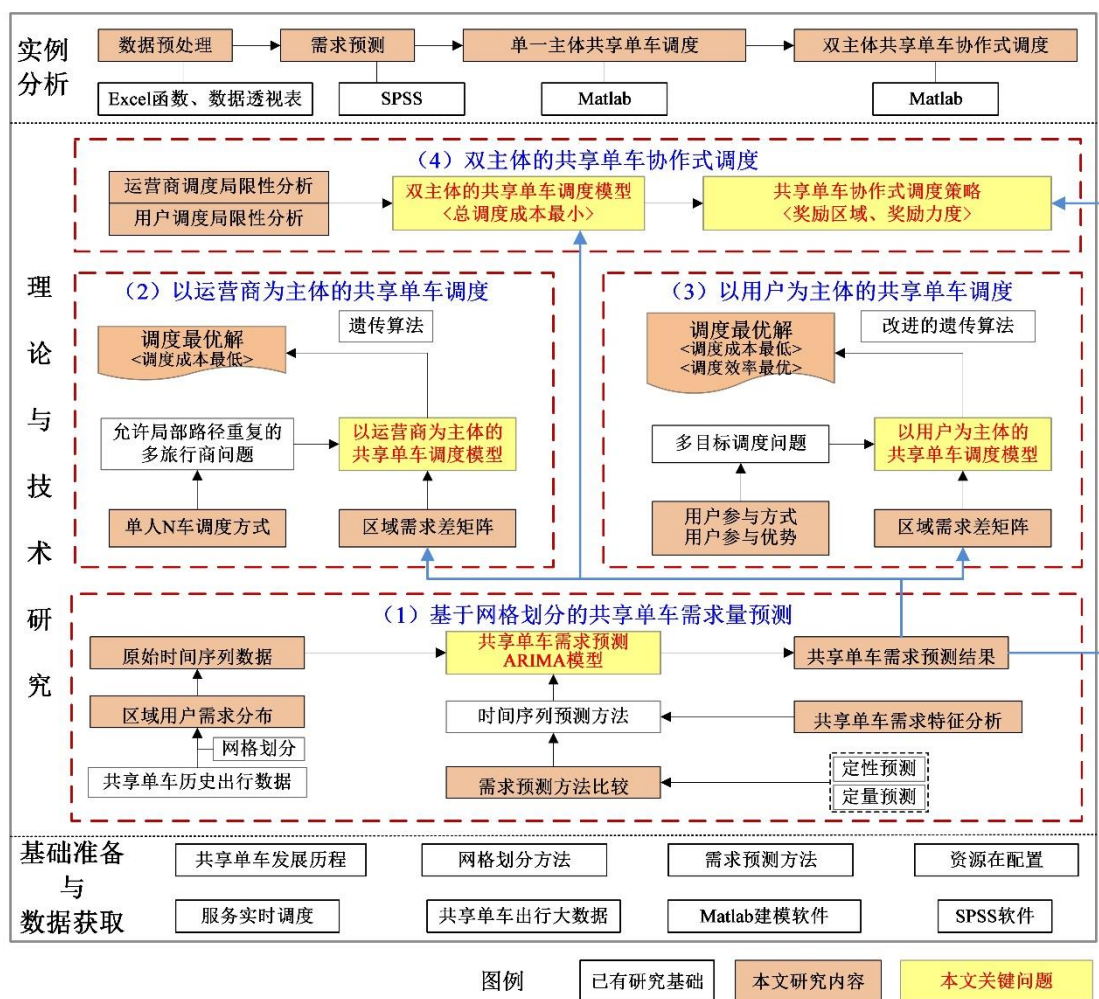 实例
分析
数据预处理
需求预测
单一主体共享单车调度
双主体共享单车协作式调度
Excel函数、数据透视表
SPSS
Matlab
Matlab
理
论
与
技
术
研
究
（4）双主体的共享单车协作式调度
运营商调度局限性分析
用户调度局限性分析
双主体的共享单车调度模型
<总调度成本最小>
共享单车协作式调度策略
<奖励区域、奖励力度>
（2）以运营商为主体的共享单车调度
调度最优解
<调度成本最低>
遗传算法
允许局部路径重复的
多旅行商问题
以运营商为主体的
共享单车调度模型
单人N车调度方式
区域需求差矩阵
（3）以用户为主体的共享单车调度
调度最优解
<调度成本最低>
<调度效率最优>
改进的遗传算法
多目标调度问题
以用户为主体的
共享单车调度模型
用户参与方式
用户参与优势
区域需求差矩阵
（1）基于网格划分的共享单车需求量预测
原始时间序列数据
共享单车需求预测
ARIMA模型
共享单车需求预测结果
区域用户需求分布
时间序列预测方法
共享单车需求特征分析
网格划分
共享单车历史出行数据
需求预测方法比较
定性预测
定量预测
基础准备
与
数据获取
共享单车发展历程
网格划分方法
需求预测方法
资源在配置
服务实时调度
共享单车出行大数据
Matlab建模软件
SPSS软件
图例
已有研究基础
本文研究内容
本文关键问题